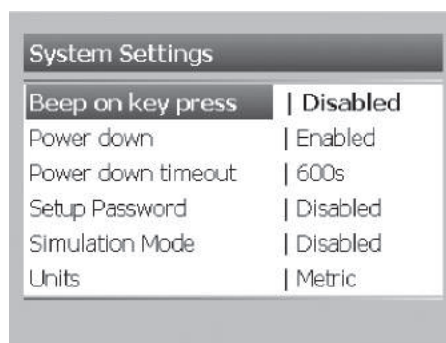 System Settings
Beep on key press | Disabled
Power down | Enabled
Power down timeout | 600s
Setup Password | Disabled
Simulation Mode | Disabled
Units | Metric